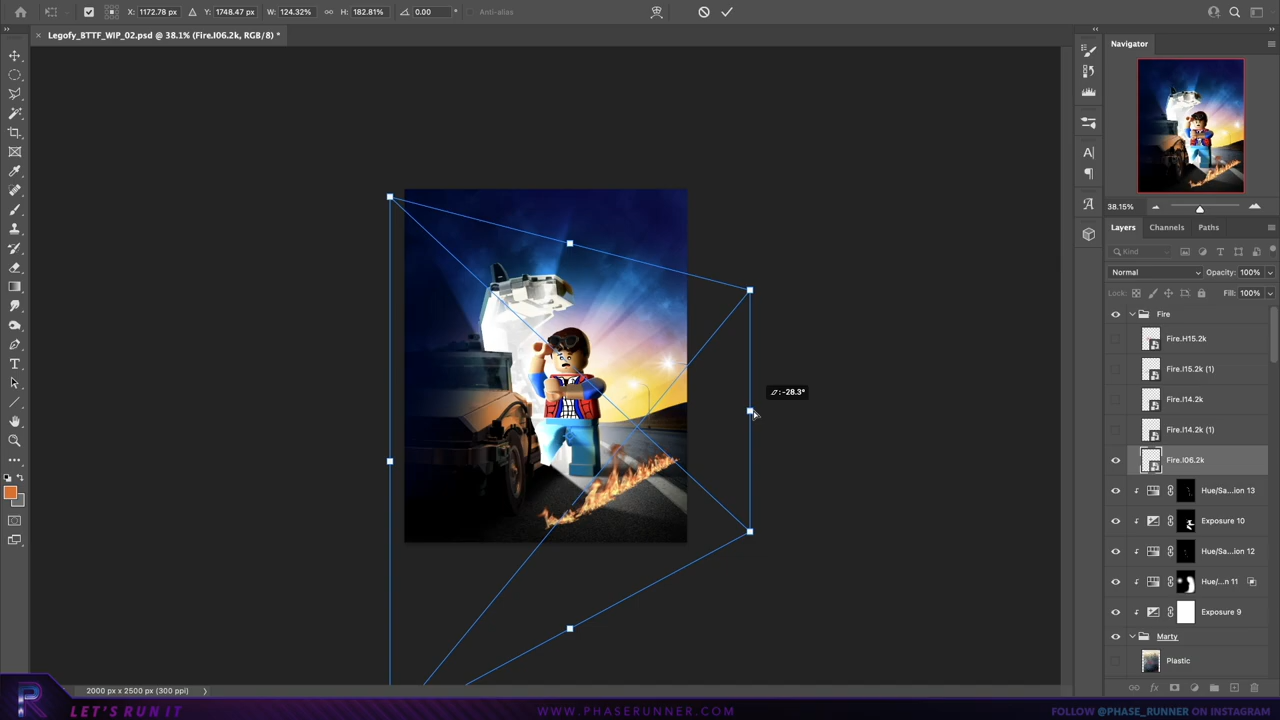 X: 1172.78 px Y: 1748.47 px W: 124.32% H: 182.81% 0.00 ° Anti-alias
× Legofy_BTTF_WIP_02.psd @ 38.1% (Fire.I06.2k, RGB/8) *
Navigator
38.15%
Layers Channels Paths
Kind
Normal Opacity: 100%
Lock: Fill: 100%
Fire
Fire.H15.2k
Fire.I15.2k (1)
Fire.I14.2k
Fire.I14.2k (1)
Fire.I06.2k
Hue/Sa...ion 13
Exposure 10
Hue/Sa...ion 12
Hue/...n 11
Exposure 9
Marty
Plastic
-28.3°
2000 px x 2500 px (300 ppi)
R LET'S RUN IT
WWW.PHASERUNNER.COM
FOLLOW @PHASE_RUNNER ON INSTAGRAM